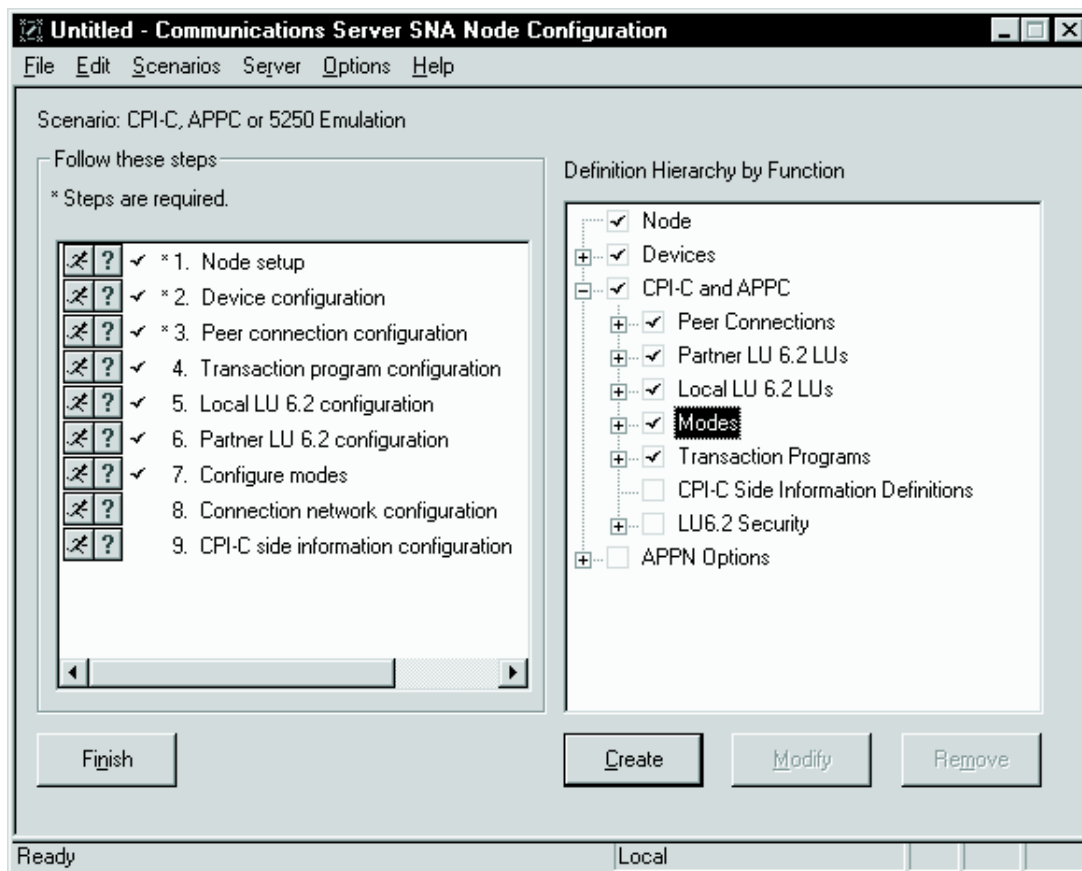 Untitled - Communications Server SNA Node Configuration
File Edit Scenarios Server Options Help
Scenario: CPI-C, APPC or 5250 Emulation
Follow these steps
* Steps are required.
? * 1. Node setup
? * 2. Device configuration
? * 3. Peer connection configuration
? 4. Transaction program configuration
? 5. Local LU 6.2 configuration
? 6. Partner LU 6.2 configuration
? 7. Configure modes
? 8. Connection network configuration
? 9. CPI-C side information configuration
Finish
Definition Hierarchy by Function
Node
Devices
CPI-C and APPC
Peer Connections
Partner LU 6.2 LUs
Local LU 6.2 LUs
Modes
Transaction Programs
CPI-C Side Information Definitions
LU6.2 Security
APPN Options
Create Modify Remove
Ready Local